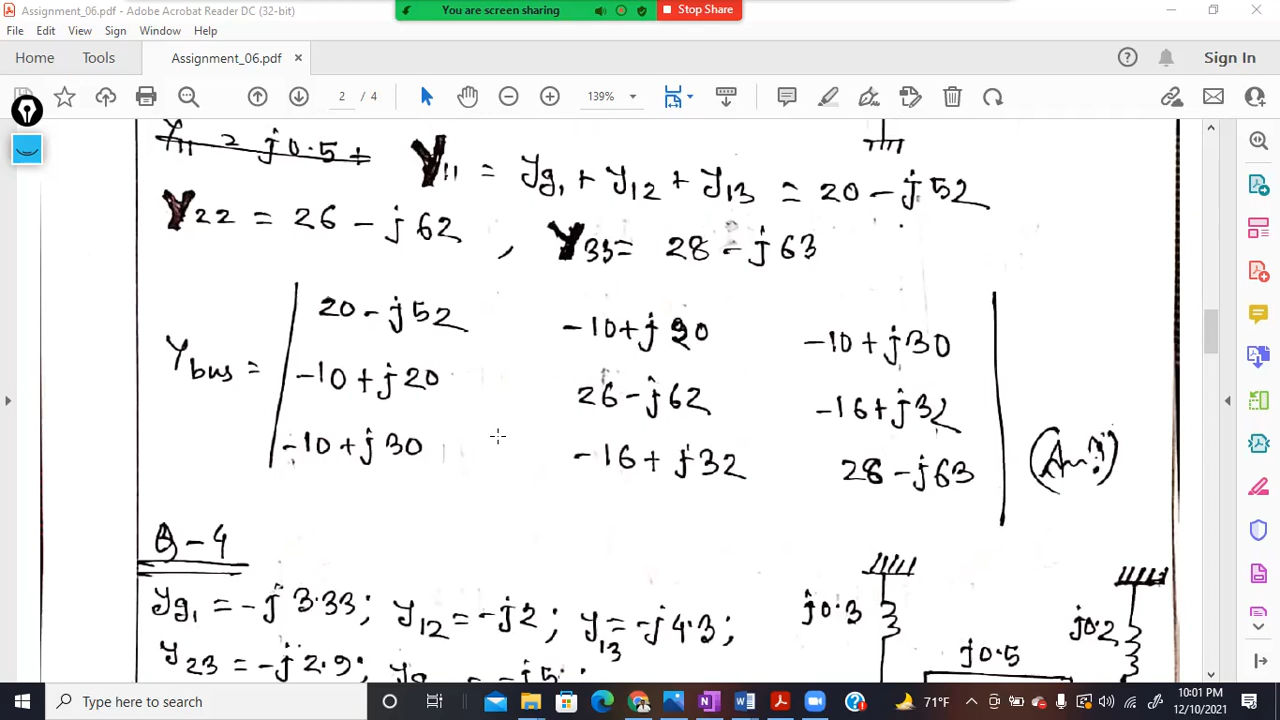 Assignment_06.pdf - Adobe Acrobat Reader DC (32-bit)
You are screen sharing
Stop Share
File Edit View Sign Window Help
Home Tools Assignment_06.pdf × Sign In
2 / 4 139%
Y11 = j0.5 +
Y11 = yg1 + y12 + y13 = 20 - j52
Y22 = 26 - j62 , Y33 = 28 - j63
20 - j52 -10+j20 -10+j30
Ybus = -10+j20 26-j62 -16+j32
-10+j30 -16+j32 28-j63 (Ans)
Q-4
yg1 = -j3.33; y12 = -j2; y13 = -j4.3; j0.3 j0.2
y23 = -j2.9; = -j5; j0.5
Type here to search
71°F
10:01 PM
12/10/2021